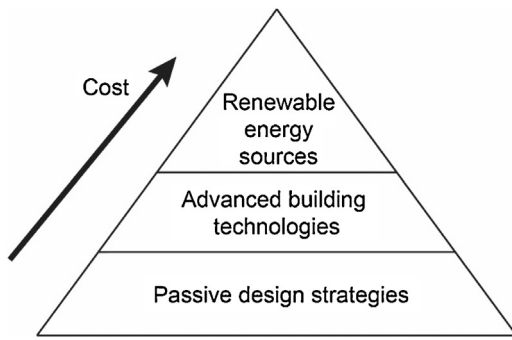 Cost
Renewable
energy
sources
Advanced building
technologies
Passive design strategies